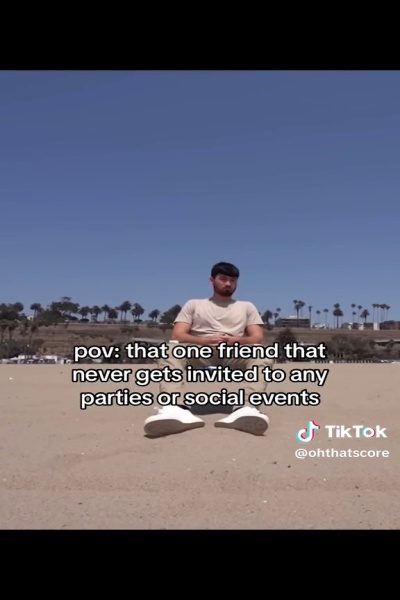 pov: that one friend that
never gets invited to any
parties or social events
TikTok
@ohthatscore